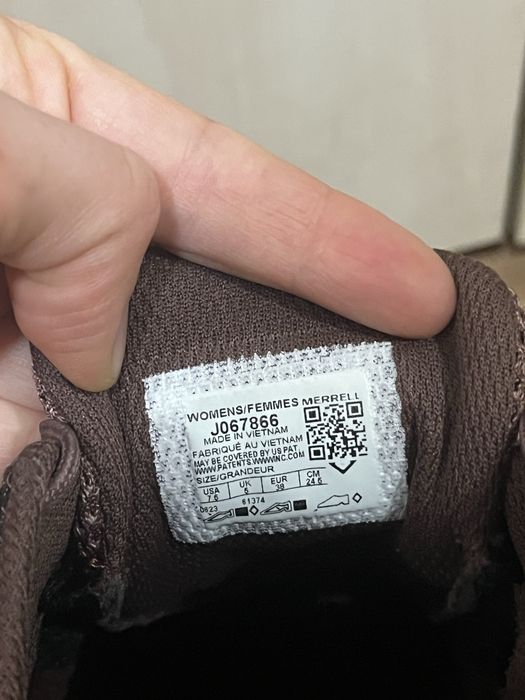 WOMENS/FEMMES MERRELL
J067866
MADE IN VIETNAM
FABRIQUÉ AU VIETNAM
MAY BE COVERED BY US PAT
WWW.PATENTS.WWWINC.COM
SIZE/GRANDEUR
USA UK EUR CM
7.5 5 38 24.5
0823 61374